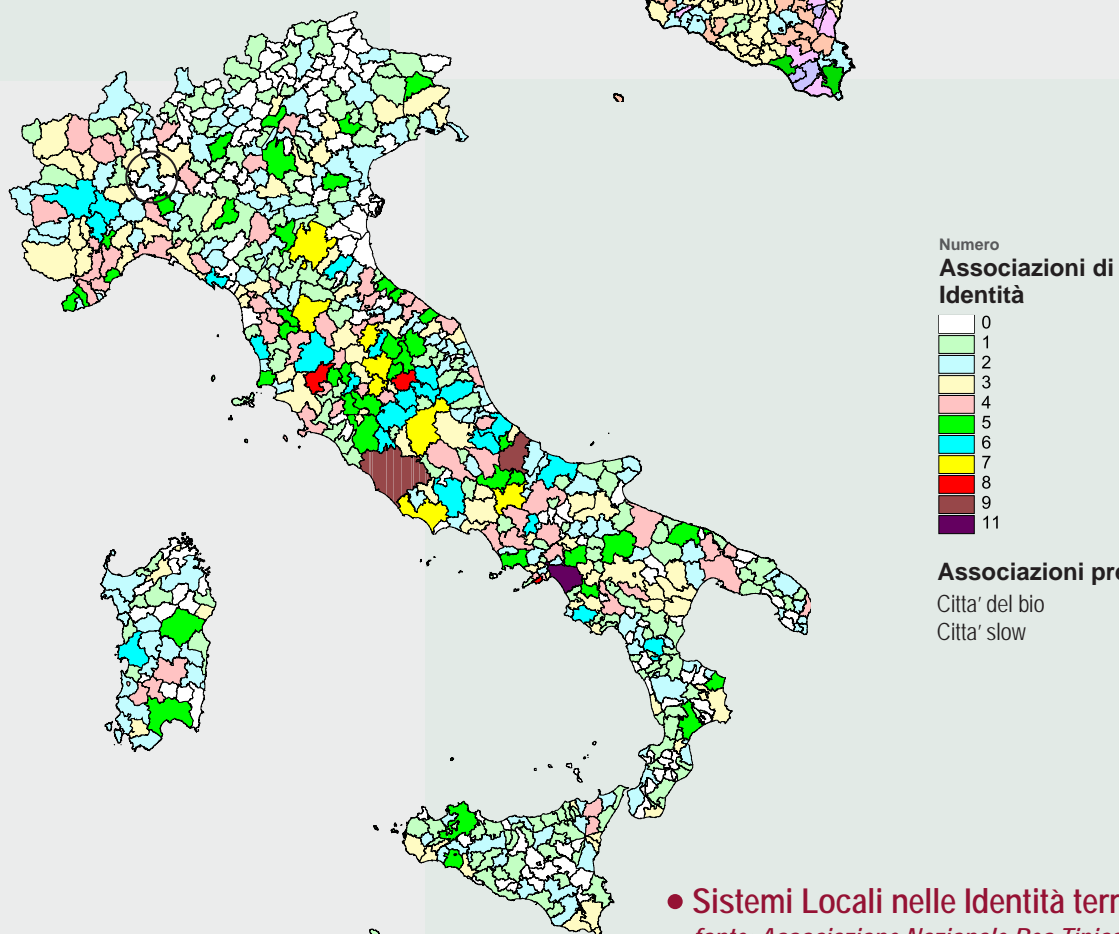 Numero
Associazioni di
Identità
0
1
2
3
4
5
6
7
8
9
11
Associazioni pro
Citta' del bio
Citta' slow
• Sistemi Locali nelle Identità terr